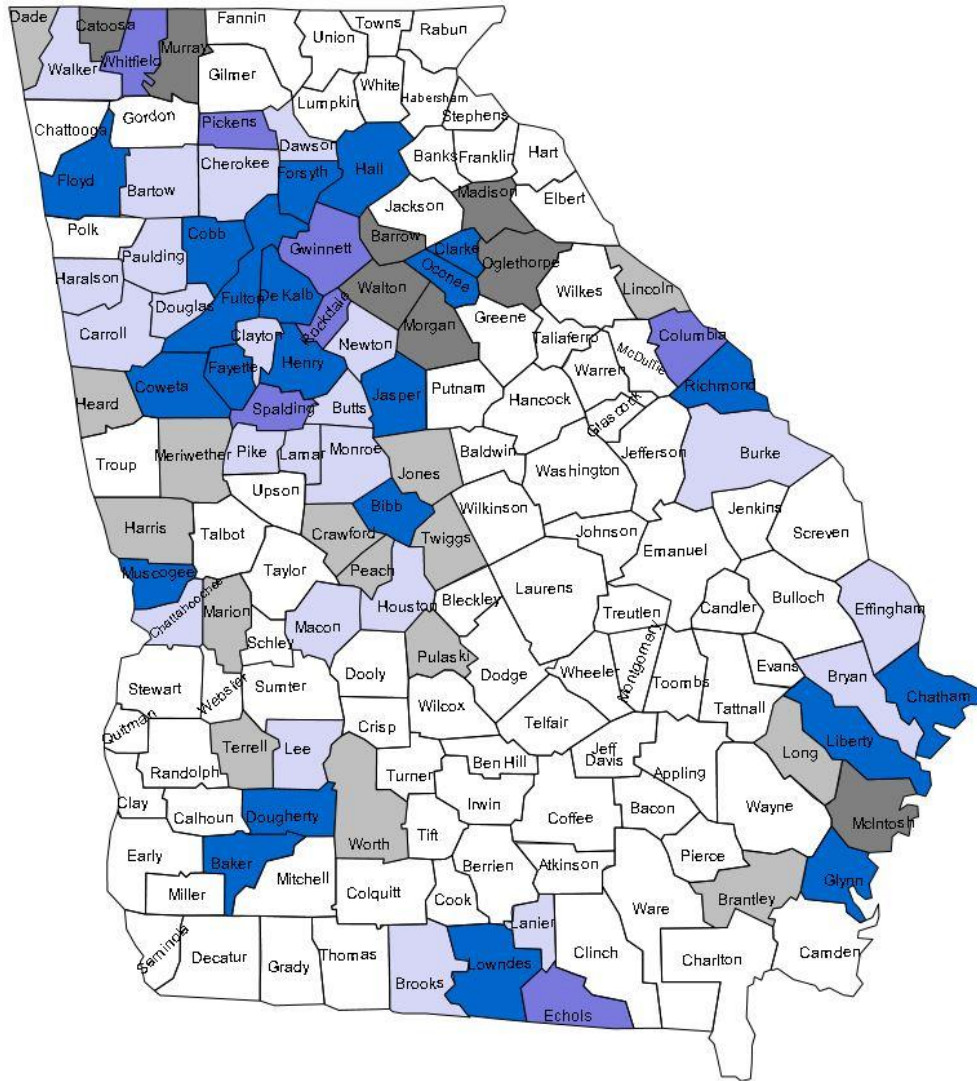 Dade
Catoosa
Whitfield
Murray
Fannin
Union
Towns
Rabun
Walker
Gilmer
White
Lumpkin
Habersham
Stephens
Chattooga
Gordon
Pickens
Dawson
Banks
Franklin
Hart
Floyd
Bartow
Cherokee
Forsyth
Hall
Jackson
Madison
Elbert
Polk
Paulding
Cobb
Gwinnett
Barrow
Clarke
Oconee
Oglethorpe
Haralson
Douglas
Fulton
De Kalb
Rockdale
Walton
Wilkes
Lincoln
Carroll
Clayton
Newton
Morgan
Greene
Taliaferro
McDuffie
Columbia
Heard
Coweta
Fayette
Henry
Jasper
Putnam
Hancock
Warren
Richmond
Spalding
Butts
Glascock
Troup
Meriwether
Pike
Lamar
Monroe
Jones
Baldwin
Washington
Jefferson
Burke
Upson
Harris
Talbot
Crawford
Bibb
Twiggs
Wilkinson
Johnson
Emanuel
Jenkins
Screven
Muscogee
Taylor
Peach
Chattahoochee
Marion
Macon
Houston
Bleckley
Laurens
Treutlen
Candler
Bulloch
Effingham
Schley
Pulaski
Dodge
Wheeler
Montgomery
Toombs
Evans
Bryan
Chatham
Stewart
Webster
Sumter
Dooly
Wilcox
Telfair
Tattnall
Liberty
Quitman
Crisp
Terrell
Lee
Randolph
Turner
Ben Hill
Jeff
Davis
Appling
Long
Clay
Calhoun
Dougherty
Irwin
Coffee
Bacon
Wayne
McIntosh
Early
Baker
Worth
Tift
Berrien
Atkinson
Pierce
Glynn
Miller
Mitchell
Colquitt
Cook
Ware
Brantley
Seminole
Decatur
Grady
Thomas
Brooks
Lowndes
Lanier
Clinch
Charlton
Camden
Echols